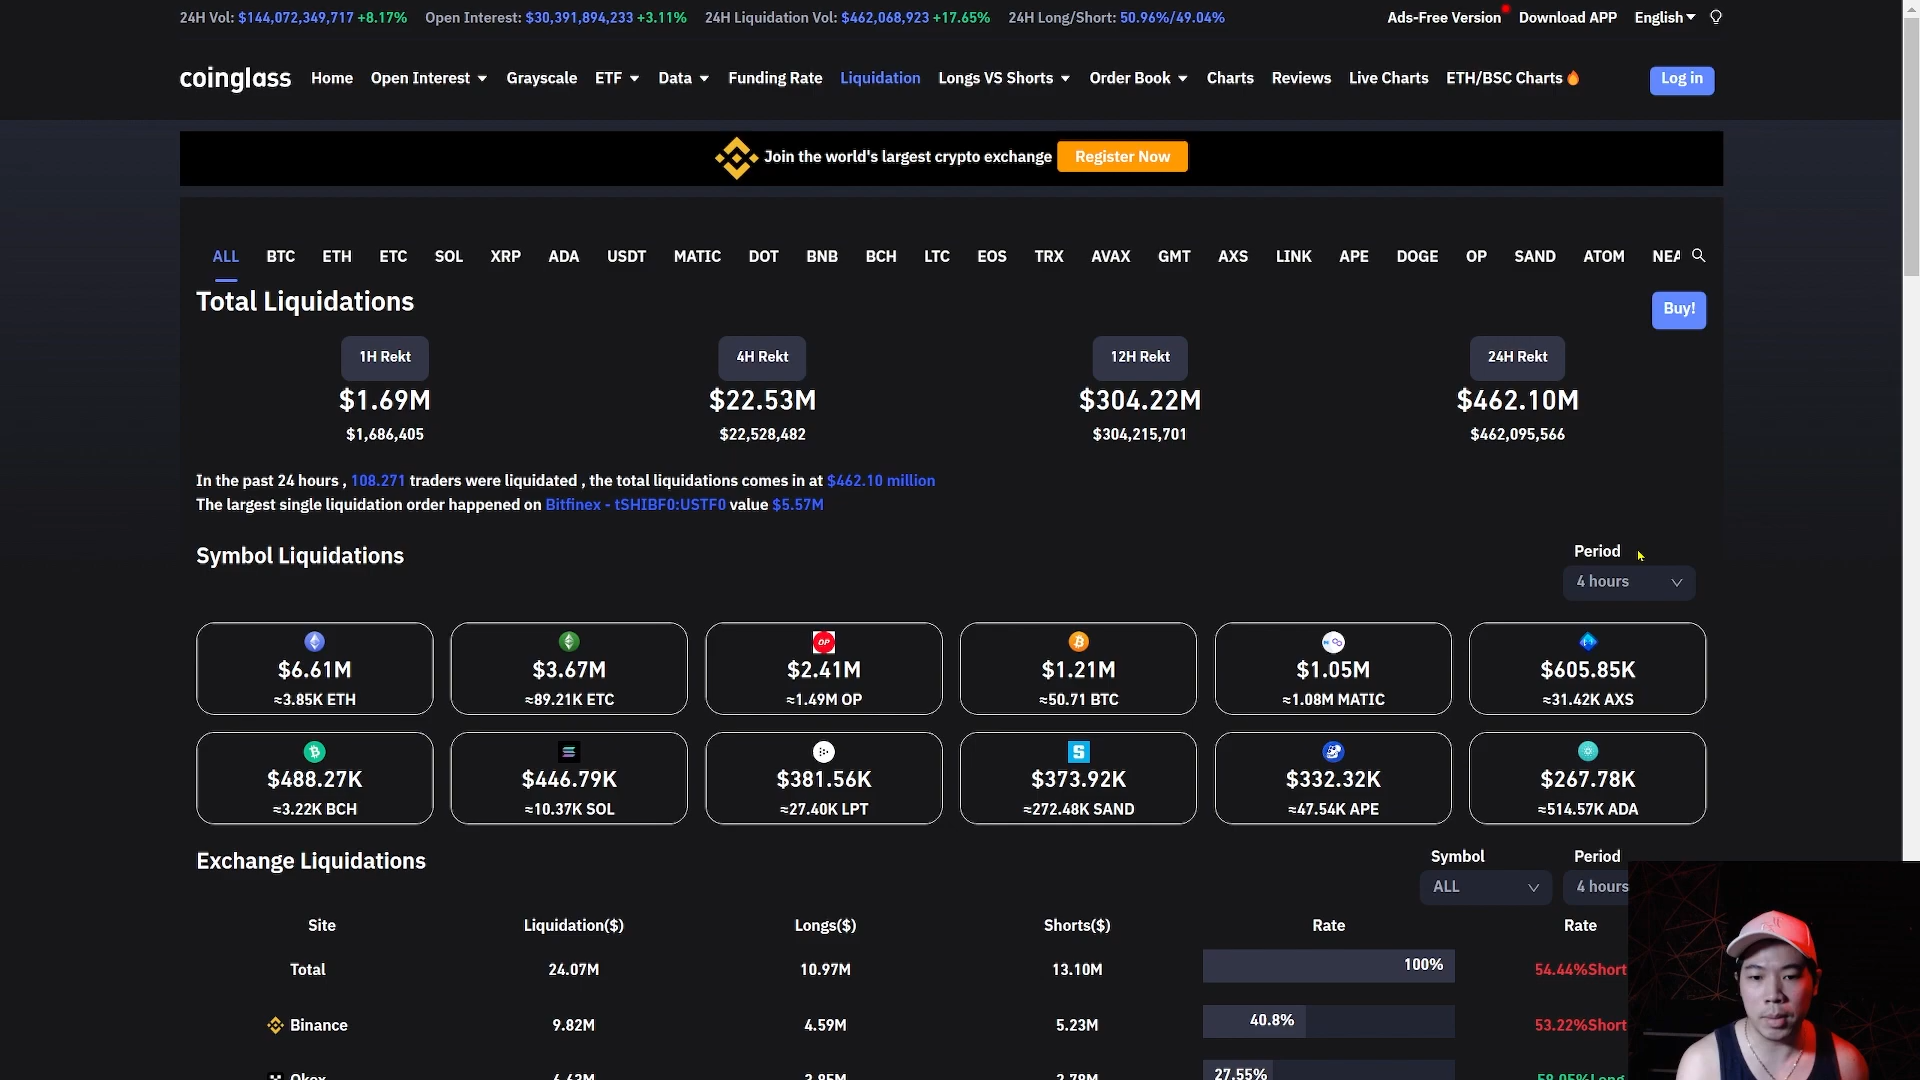 24H Vol: $144,072,349,717 +8.17% Open Interest: $30,391,894,233 +3.11% 24H Liquidation Vol: $462,068,923 +17.65% 24H Long/Short: 50.96%/49.04% Ads-Free Version Download APP English
coinglass Home Open Interest Grayscale ETF Data Funding Rate Liquidation Longs VS Shorts Order Book Charts Reviews Live Charts ETH/BSC Charts Log in
Join the world's largest crypto exchange Register Now
ALL BTC ETH ETC SOL XRP ADA USDT MATIC DOT BNB BCH LTC EOS TRX AVAX GMT AXS LINK APE DOGE OP SAND ATOM NEA
Total Liquidations Buy!
1H Rekt 4H Rekt 12H Rekt 24H Rekt
$1.69M $22.53M $304.22M $462.10M
$1,686,405 $22,528,482 $304,215,701 $462,095,566
In the past 24 hours , 108.271 traders were liquidated , the total liquidations comes in at $462.10 million
The largest single liquidation order happened on Bitfinex - tSHIBF0:USTF0 value $5.57M
Symbol Liquidations Period
4 hours
OP
$6.61M $3.67M $2.41M $1.21M $1.05M $605.85K
≈3.85K ETH ≈89.21K ETC ≈1.49M OP ≈50.71 BTC ≈1.08M MATIC ≈31.42K AXS
$488.27K $446.79K $381.56K $373.92K $332.32K $267.78K
≈3.22K BCH ≈10.37K SOL ≈27.40K LPT ≈272.48K SAND ≈47.54K APE ≈514.57K ADA
Exchange Liquidations Symbol Period
ALL 4 hours
Site Liquidation($) Longs($) Shorts($) Rate Rate
Total 24.07M 10.97M 13.10M 100% 54.44%Short
Binance 9.82M 4.59M 5.23M 40.8% 53.22%Short
27.55%